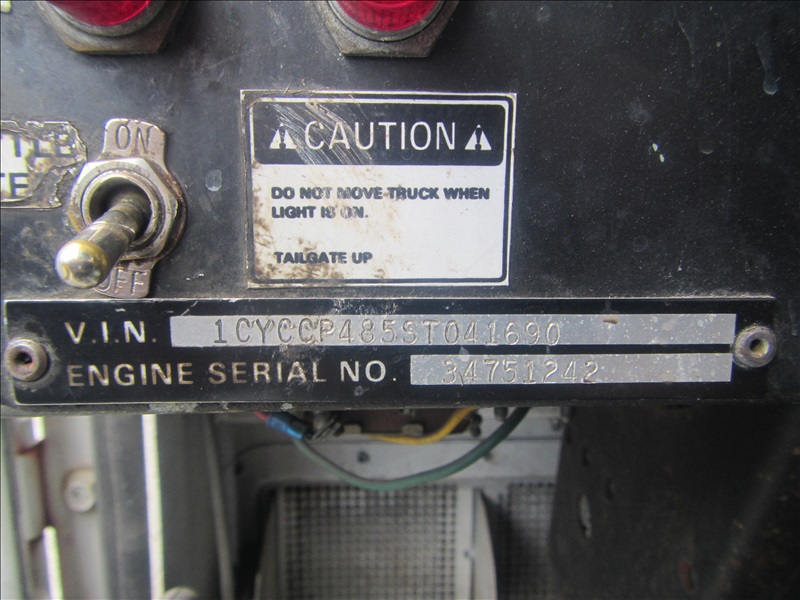 ON
OFF
CAUTION
DO NOT MOVE TRUCK WHEN
LIGHT IS ON.
TAILGATE UP
V.I.N. 1CYCCP485ST041690
ENGINE SERIAL NO. 34751242